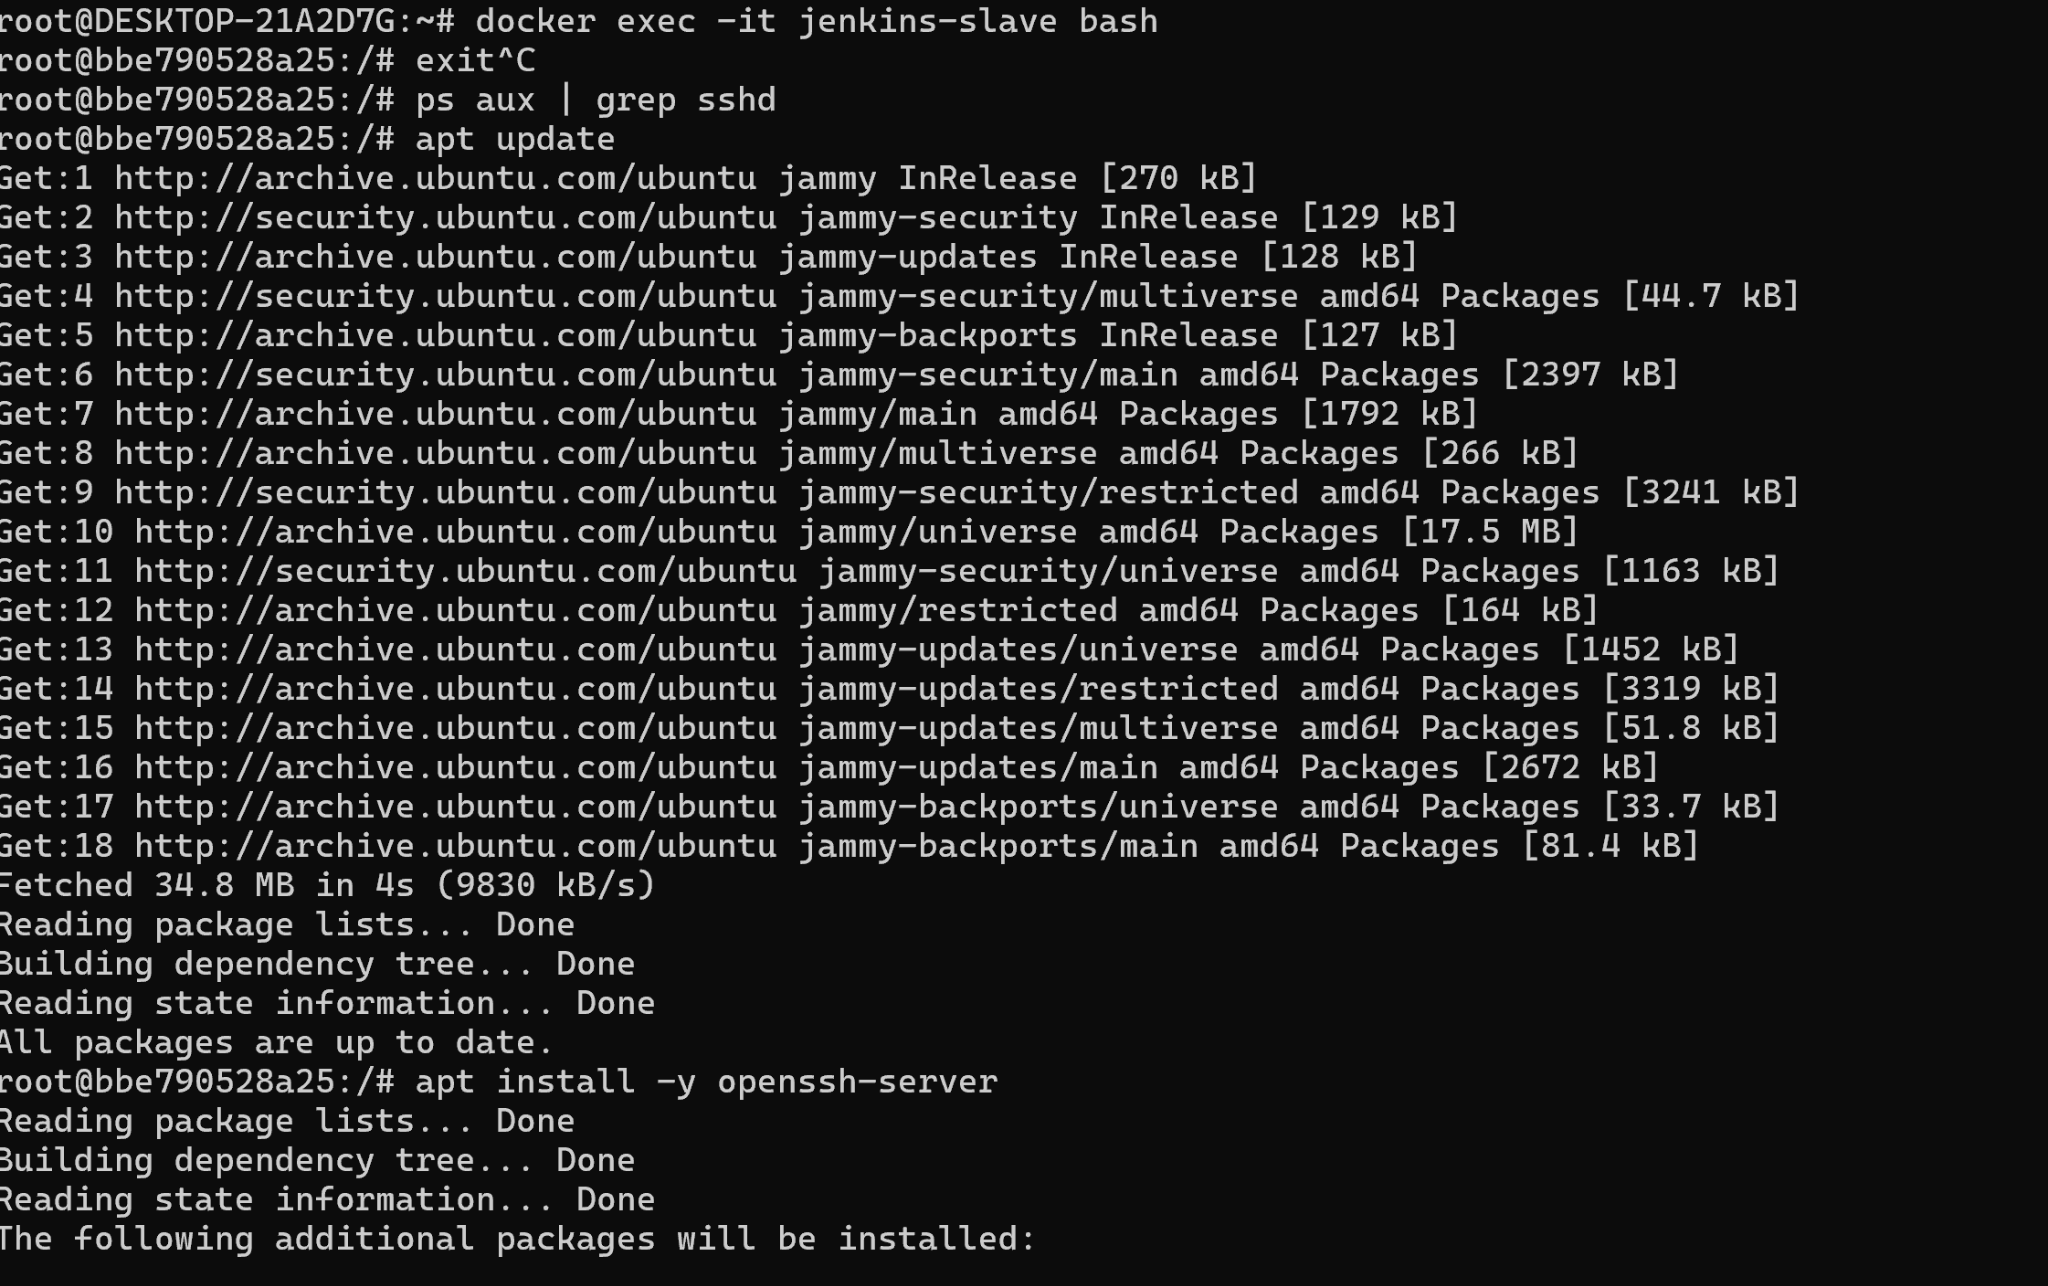 root@DESKTOP-21A2D7G:~# docker exec -it jenkins-slave bash
root@bbe790528a25:/# exit^C
root@bbe790528a25:/# ps aux | grep sshd
root@bbe790528a25:/# apt update
Get:1 http://archive.ubuntu.com/ubuntu jammy InRelease [270 kB]
Get:2 http://security.ubuntu.com/ubuntu jammy-security InRelease [129 kB]
Get:3 http://archive.ubuntu.com/ubuntu jammy-updates InRelease [128 kB]
Get:4 http://security.ubuntu.com/ubuntu jammy-security/multiverse amd64 Packages [44.7 kB]
Get:5 http://archive.ubuntu.com/ubuntu jammy-backports InRelease [127 kB]
Get:6 http://security.ubuntu.com/ubuntu jammy-security/main amd64 Packages [2397 kB]
Get:7 http://archive.ubuntu.com/ubuntu jammy/main amd64 Packages [1792 kB]
Get:8 http://archive.ubuntu.com/ubuntu jammy/multiverse amd64 Packages [266 kB]
Get:9 http://security.ubuntu.com/ubuntu jammy-security/restricted amd64 Packages [3241 kB]
Get:10 http://archive.ubuntu.com/ubuntu jammy/universe amd64 Packages [17.5 MB]
Get:11 http://security.ubuntu.com/ubuntu jammy-security/universe amd64 Packages [1163 kB]
Get:12 http://archive.ubuntu.com/ubuntu jammy/restricted amd64 Packages [164 kB]
Get:13 http://archive.ubuntu.com/ubuntu jammy-updates/universe amd64 Packages [1452 kB]
Get:14 http://archive.ubuntu.com/ubuntu jammy-updates/restricted amd64 Packages [3319 kB]
Get:15 http://archive.ubuntu.com/ubuntu jammy-updates/multiverse amd64 Packages [51.8 kB]
Get:16 http://archive.ubuntu.com/ubuntu jammy-updates/main amd64 Packages [2672 kB]
Get:17 http://archive.ubuntu.com/ubuntu jammy-backports/universe amd64 Packages [33.7 kB]
Get:18 http://archive.ubuntu.com/ubuntu jammy-backports/main amd64 Packages [81.4 kB]
Fetched 34.8 MB in 4s (9830 kB/s)
Reading package lists... Done
Building dependency tree... Done
Reading state information... Done
All packages are up to date.
root@bbe790528a25:/# apt install -y openssh-server
Reading package lists... Done
Building dependency tree... Done
Reading state information... Done
The following additional packages will be installed: